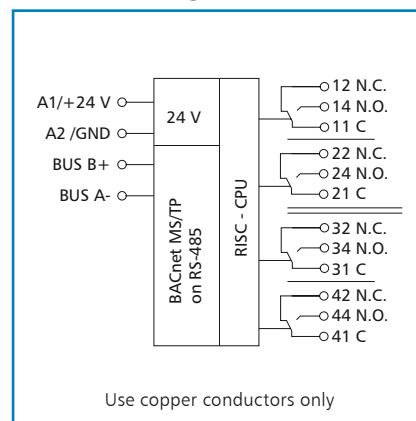 A1/+24 V
A2 /GND
BUS B+
BUS A-
24 V
BACnet MS/TP
on RS-485
RISC - CPU
12 N.C.
14 N.O.
11 C
22 N.C.
24 N.O.
21 C
32 N.C.
34 N.O.
31 C
42 N.C.
44 N.O.
41 C
Use copper conductors only